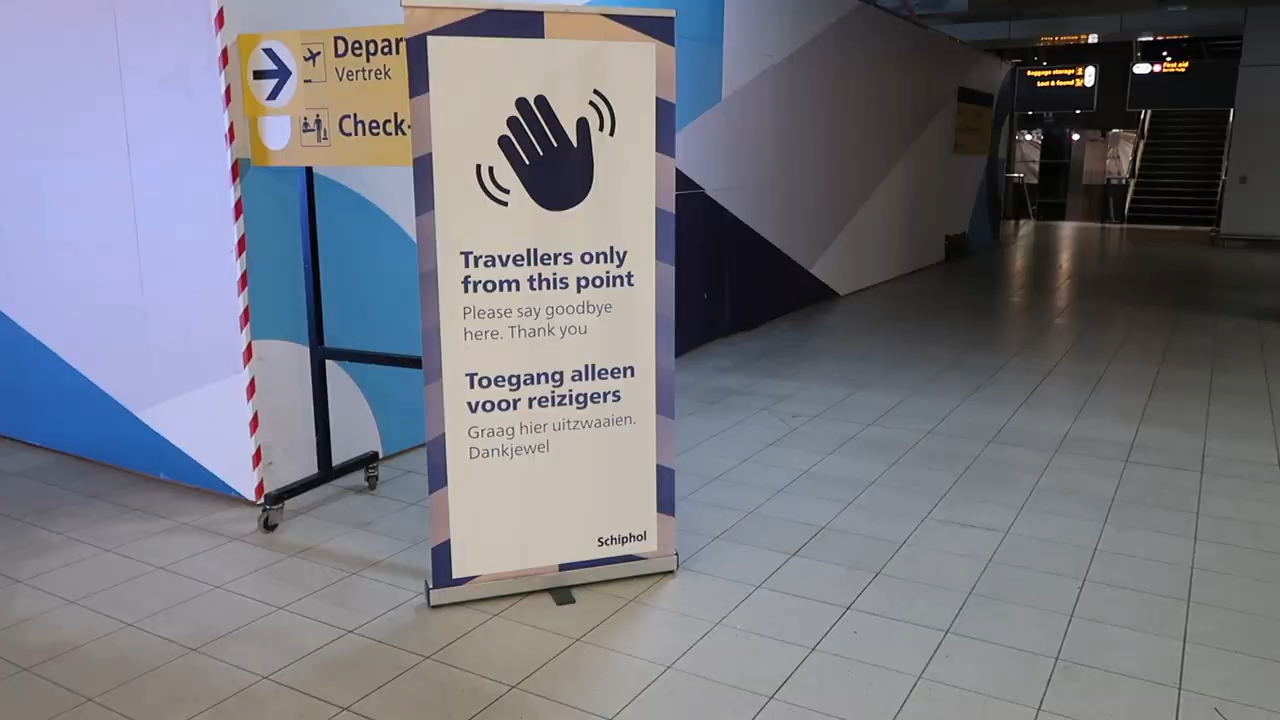 Depar
Vertrek
Check-
Travellers only
from this point
Please say goodbye
here. Thank you
Toegang alleen
voor reizigers
Graag hier uitzwaaien.
Dankjewel
Schiphol
Baggage storage
Lost & found
First aid